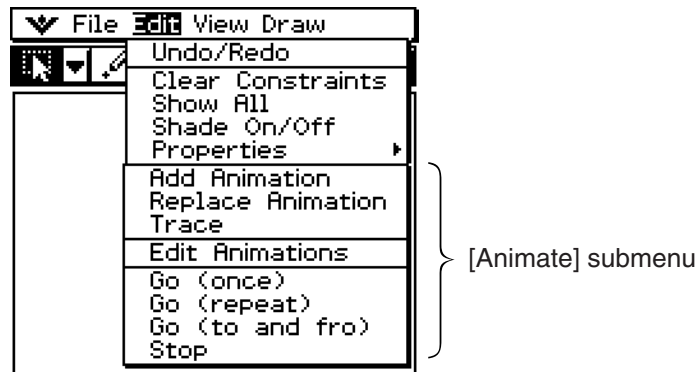 File Edit View Draw
Undo/Redo
Clear Constraints
Show All
Shade On/Off
Properties
Add Animation
Replace Animation
Trace
Edit Animations
Go (once)
Go (repeat)
Go (to and fro)
Stop
[Animate] submenu